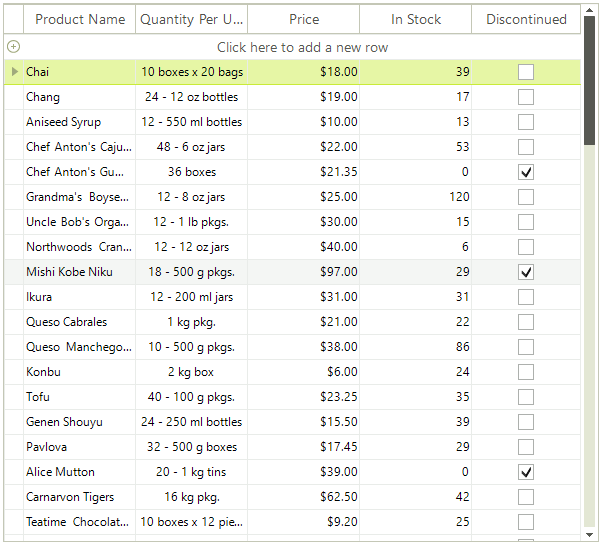 Product Name Quantity Per U... Price In Stock Discontinued
Click here to add a new row
Chai 10 boxes x 20 bags $18.00 39
Chang 24 - 12 oz bottles $19.00 17
Aniseed Syrup 12 - 550 ml bottles $10.00 13
Chef Anton's Caju... 48 - 6 oz jars $22.00 53
Chef Anton's Gu... 36 boxes $21.35 0
Grandma's Boyse... 12 - 8 oz jars $25.00 120
Uncle Bob's Orga... 12 - 1 lb pkgs. $30.00 15
Northwoods Cran... 12 - 12 oz jars $40.00 6
Mishi Kobe Niku 18 - 500 g pkgs. $97.00 29
Ikura 12 - 200 ml jars $31.00 31
Queso Cabrales 1 kg pkg. $21.00 22
Queso Manchego... 10 - 500 g pkgs. $38.00 86
Konbu 2 kg box $6.00 24
Tofu 40 - 100 g pkgs. $23.25 35
Genen Shouyu 24 - 250 ml bottles $15.50 39
Pavlova 32 - 500 g boxes $17.45 29
Alice Mutton 20 - 1 kg tins $39.00 0
Carnarvon Tigers 16 kg pkg. $62.50 42
Teatime Chocolat... 10 boxes x 12 pie... $9.20 25